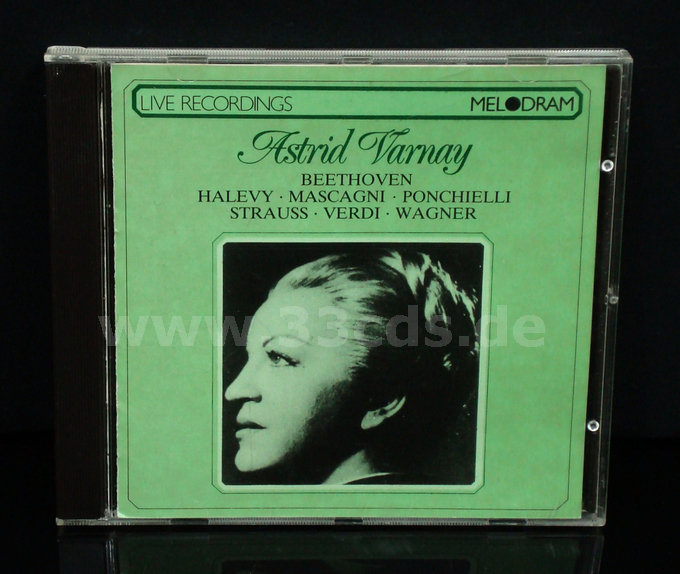 LIVE RECORDINGS MELODRAM
Astrid Varnay
BEETHOVEN
HALEVY · MASCAGNI · PONCHIELLI
STRAUSS · VERDI · WAGNER
www.33cds.de